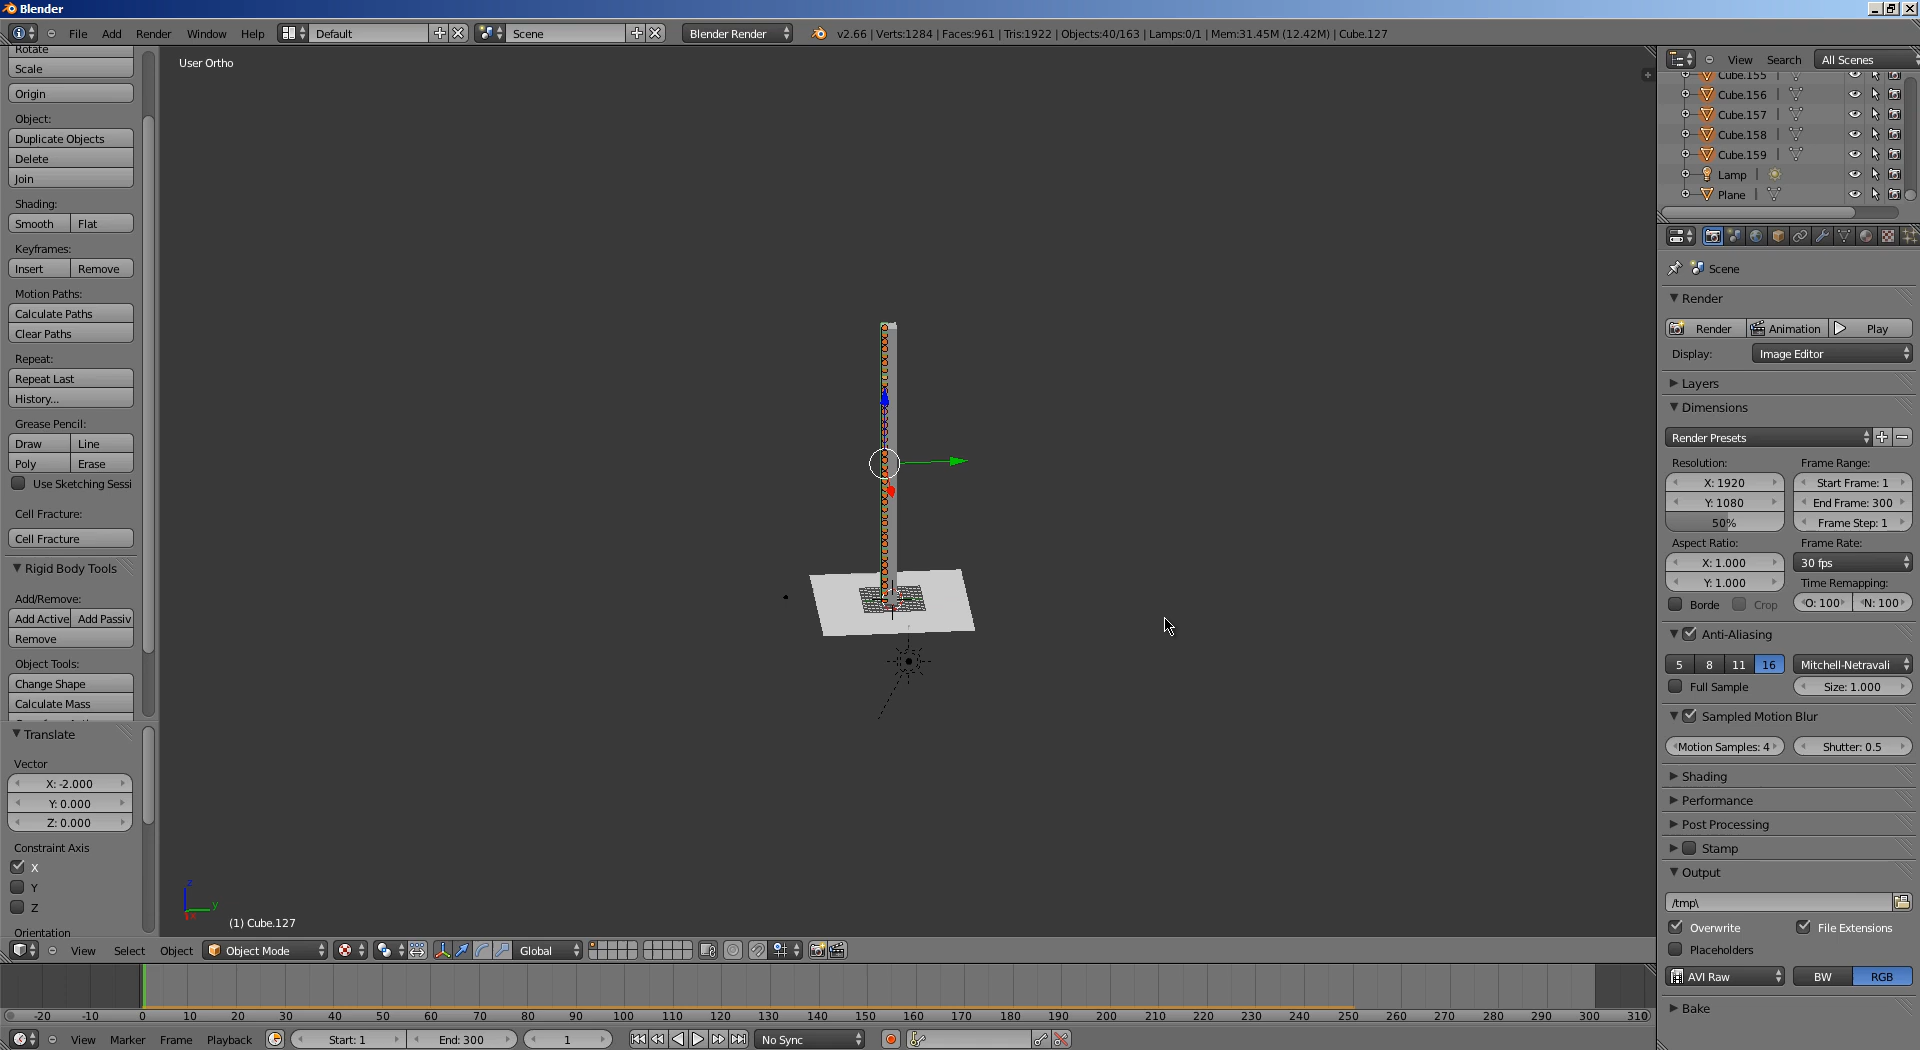 Blender
File Add Render Window Help Default Scene Blender Render v2.66 | Verts:1284 | Faces:961 | Tris:1922 | Objects:40/163 | Lamps:0/1 | Mem:31.45M (12.42M) | Cube.127
Rotate
Scale
Origin
Object:
Duplicate Objects
Delete
Join
Shading:
Smooth Flat
Keyframes:
Insert Remove
Motion Paths:
Calculate Paths
Clear Paths
Repeat:
Repeat Last
History...
Grease Pencil:
Draw Line
Poly Erase
Use Sketching Sessi
Cell Fracture:
Cell Fracture
Rigid Body Tools
Add/Remove:
Add Active Add Passiv
Remove
Object Tools:
Change Shape
Calculate Mass
Translate
Vector
X: -2.000
Y: 0.000
Z: 0.000
Constraint Axis
X
Y
Z
Orientation
User Ortho
z
y
x
(1) Cube.127
View Select Object Object Mode Global
-20 -10 0 10 20 30 40 50 60 70 80 90 100 110 120 130 140 150 160 170 180 190 200 210 220 230 240 250 260 270 280 290 300 310
View Marker Frame Playback Start: 1 End: 300 1 No Sync
View Search All Scenes
Cube.155
Cube.156
Cube.157
Cube.158
Cube.159
Lamp
Plane
Scene
Render
Render Animation Play
Display: Image Editor
Layers
Dimensions
Render Presets
Resolution: Frame Range:
X: 1920 Start Frame: 1
Y: 1080 End Frame: 300
50% Frame Step: 1
Aspect Ratio: Frame Rate:
X: 1.000 30 fps
Y: 1.000 Time Remapping:
Borde Crop O: 100 N: 100
Anti-Aliasing
5 8 11 16 Mitchell-Netravali
Full Sample Size: 1.000
Sampled Motion Blur
Motion Samples: 4 Shutter: 0.5
Shading
Performance
Post Processing
Stamp
Output
/tmp\
Overwrite File Extensions
Placeholders
AVI Raw BW RGB
Bake